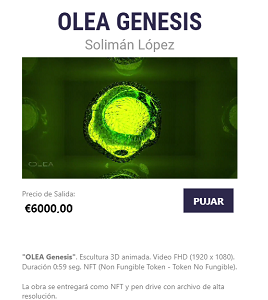 OLEA GENESIS
Solimán López
OLEA
Precio de Salida:
€6000,00
PUJAR
"OLEA Genesis". Escultura 3D animada. Video FHD (1920 x 1080).
Duración 0:59 seg. NFT (Non Fungible Token - Token No Fungible).
La obra se entregará como NFT y pen drive con archivo de alta
resolución.